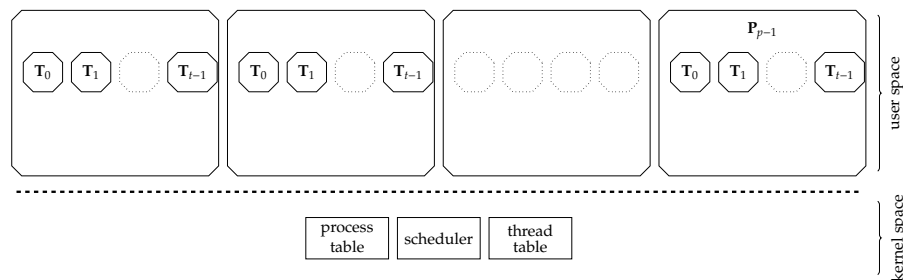 P_{p−1}
T_0 T_1 T_{t−1} T_0 T_1 T_{t−1} T_0 T_1 T_{t−1}
user space
process
table
scheduler
thread
table
kernel space